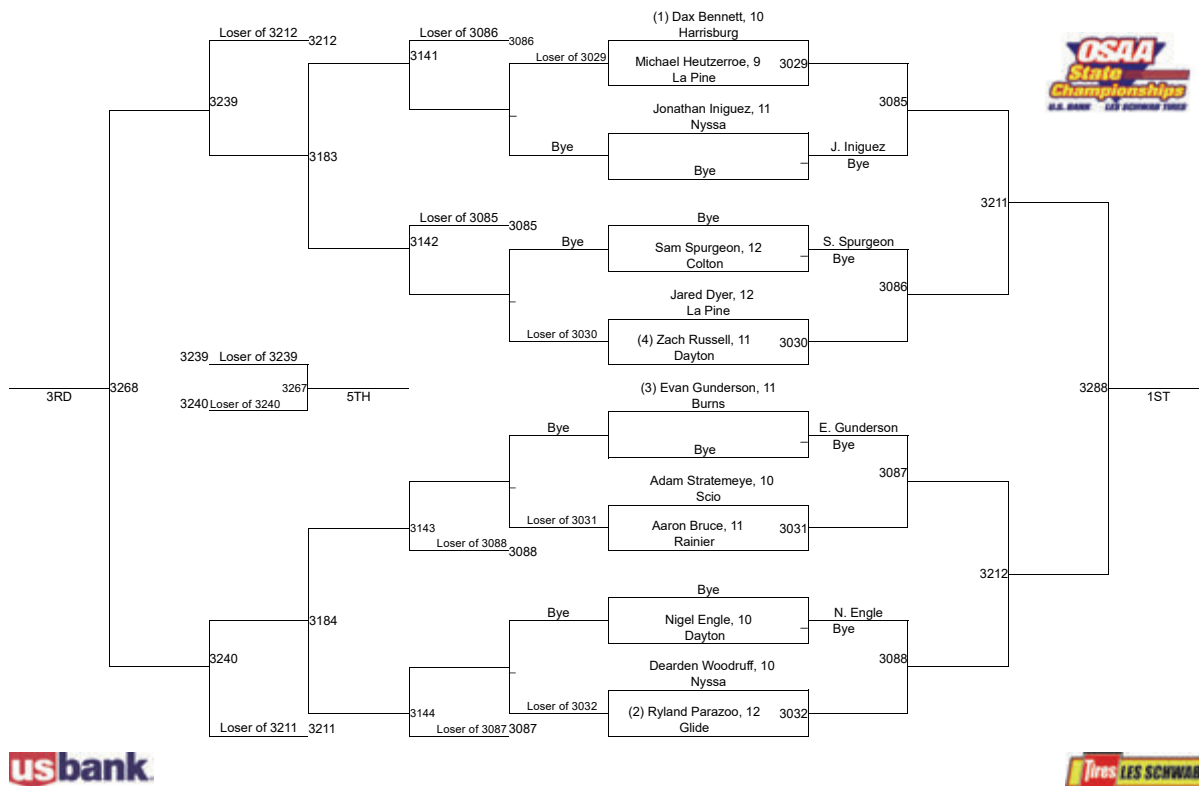 (1) Dax Bennett, 10
Harrisburg
Loser of 3212
3212
Loser of 3086
3086
Loser of 3029
Michael Heutzerroe, 9
3029
La Pine
3141
OSAA
State
Championships
U.S. BANK LES SCHWAB TIRES
3239
3085
Jonathan Iniguez, 11
Nyssa
3183
Bye
J. Iniguez
Bye
Bye
3211
Loser of 3085
3085
Bye
3142
Bye
Sam Spurgeon, 12
S. Spurgeon
Colton
Bye
3086
Jared Dyer, 12
La Pine
Loser of 3030
(4) Zach Russell, 11
3030
Dayton
3239
Loser of 3239
3RD
3268
3267
5TH
3240
Loser of 3240
(3) Evan Gunderson, 11
Burns
3288
1ST
Bye
E. Gunderson
Bye
Bye
3087
Adam Stratemeye, 10
Scio
3143
Loser of 3031
Aaron Bruce, 11
3031
Rainier
Loser of 3088
3088
3212
Bye
3184
Bye
Nigel Engle, 10
N. Engle
Dayton
Bye
3240
3088
Dearden Woodruff, 10
Nyssa
3144
Loser of 3032
(2) Ryland Parazoo, 12
3032
Glide
Loser of 3211
3211
Loser of 3087
3087
usbank
Tires LES SCHWAB